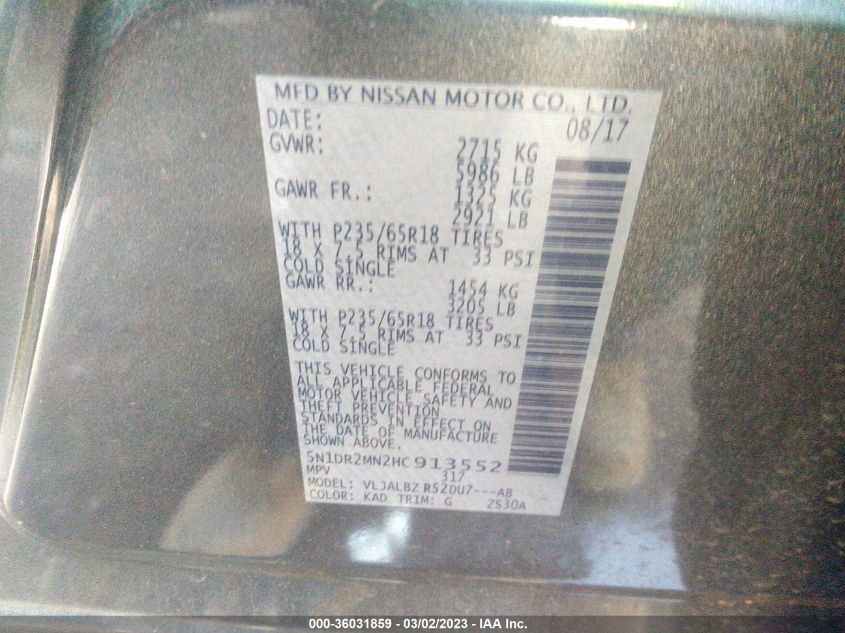 MFD BY NISSAN MOTOR CO., LTD.
DATE: 08/17
GVWR: 2715 KG
5986 LB
GAWR FR.: 1325 KG
2921 LB
WITH P235/65R18 TIRES
18 X 7.5 RIMS AT 33 PSI
COLD SINGLE
GAWR RR.: 1454 KG
3205 LB
WITH P235/65R18 TIRES
18 X 7.5 RIMS AT 33 PSI
COLD SINGLE
THIS VEHICLE CONFORMS TO
ALL APPLICABLE FEDERAL
MOTOR VEHICLE SAFETY AND
THEFT PREVENTION
STANDARDS IN EFFECT ON
THE DATE OF MANUFACTURE
SHOWN ABOVE.
5N1DR2MN2HC913552
MPV 317
MODEL: VLJALBZ R52DU7---AB
COLOR: KAD TRIM: G ZS30A
000-36031859 - 03/02/2023 - IAA Inc.